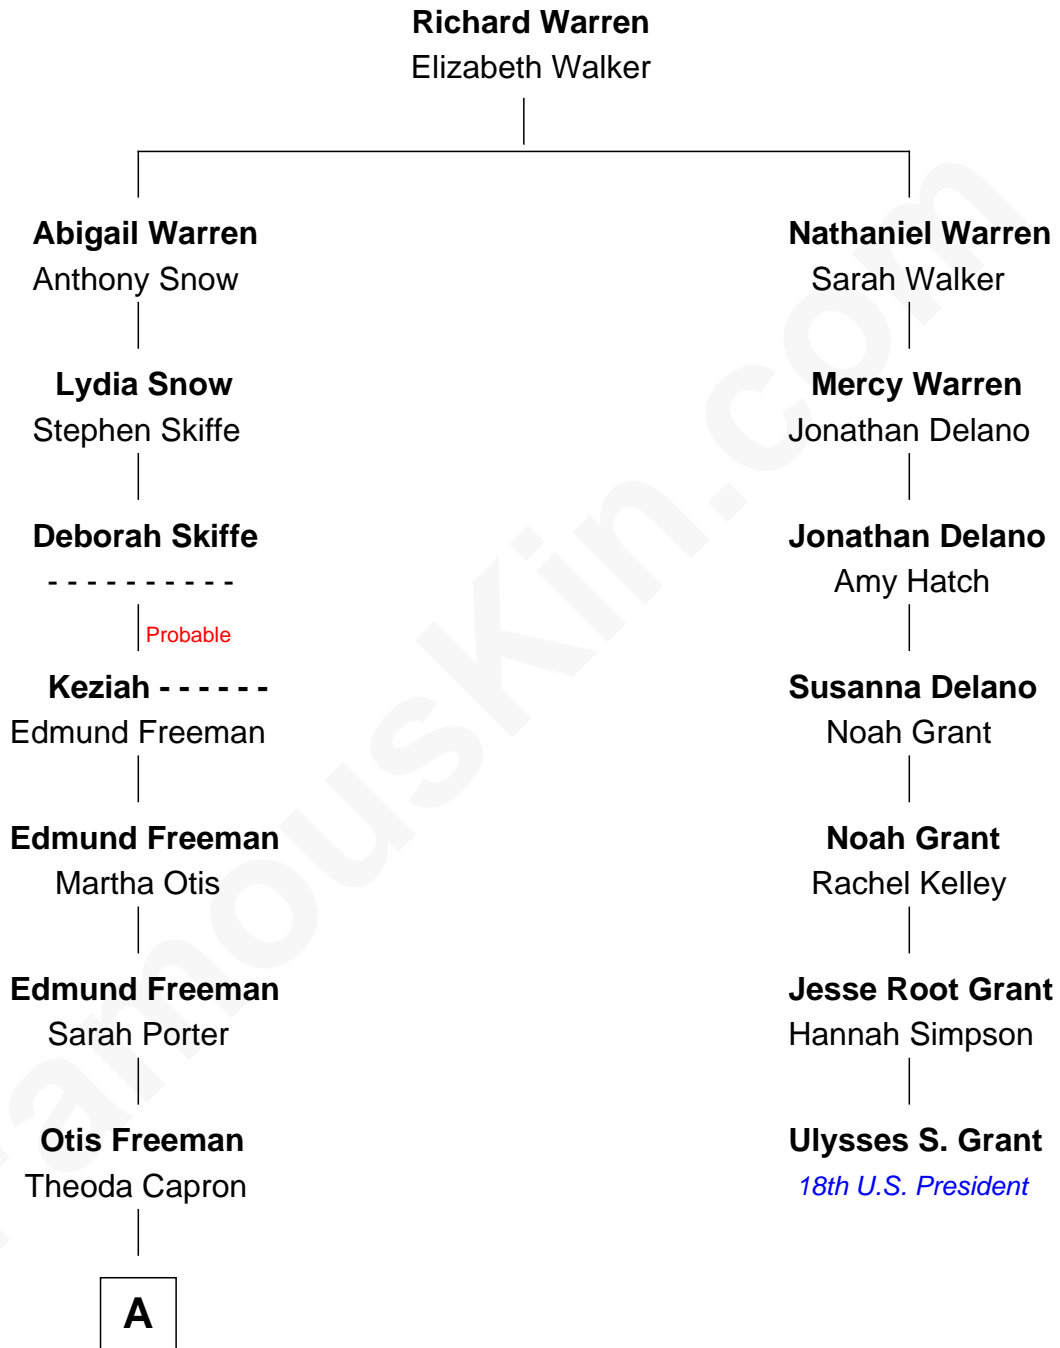 Richard Warren
Elizabeth Walker
Abigail Warren
Anthony Snow
Lydia Snow
Stephen Skiffe
Deborah Skiffe
- - - - - - - - - -
Probable
Keziah - - - - - -
Edmund Freeman
Edmund Freeman
Martha Otis
Edmund Freeman
Sarah Porter
Otis Freeman
Theoda Capron
A
Nathaniel Warren
Sarah Walker
Mercy Warren
Jonathan Delano
Jonathan Delano
Amy Hatch
Susanna Delano
Noah Grant
Noah Grant
Rachel Kelley
Jesse Root Grant
Hannah Simpson
Ulysses S. Grant
18th U.S. President
FamousKin.com